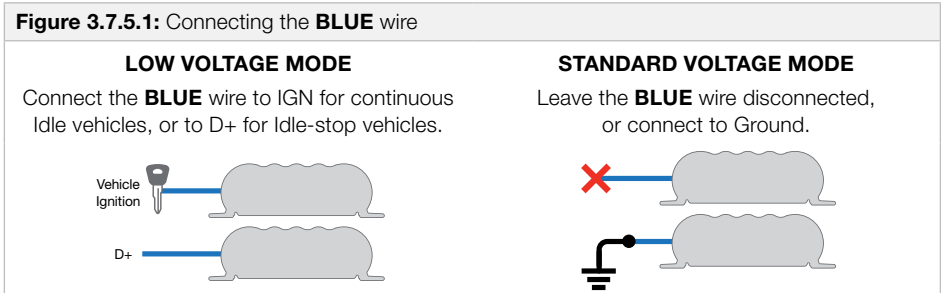 Figure 3.7.5.1: Connecting the BLUE wire
LOW VOLTAGE MODE
Connect the BLUE wire to IGN for continuous
Idle vehicles, or to D+ for Idle-stop vehicles.
Vehicle
Ignition
D+
STANDARD VOLTAGE MODE
Leave the BLUE wire disconnected,
or connect to Ground.